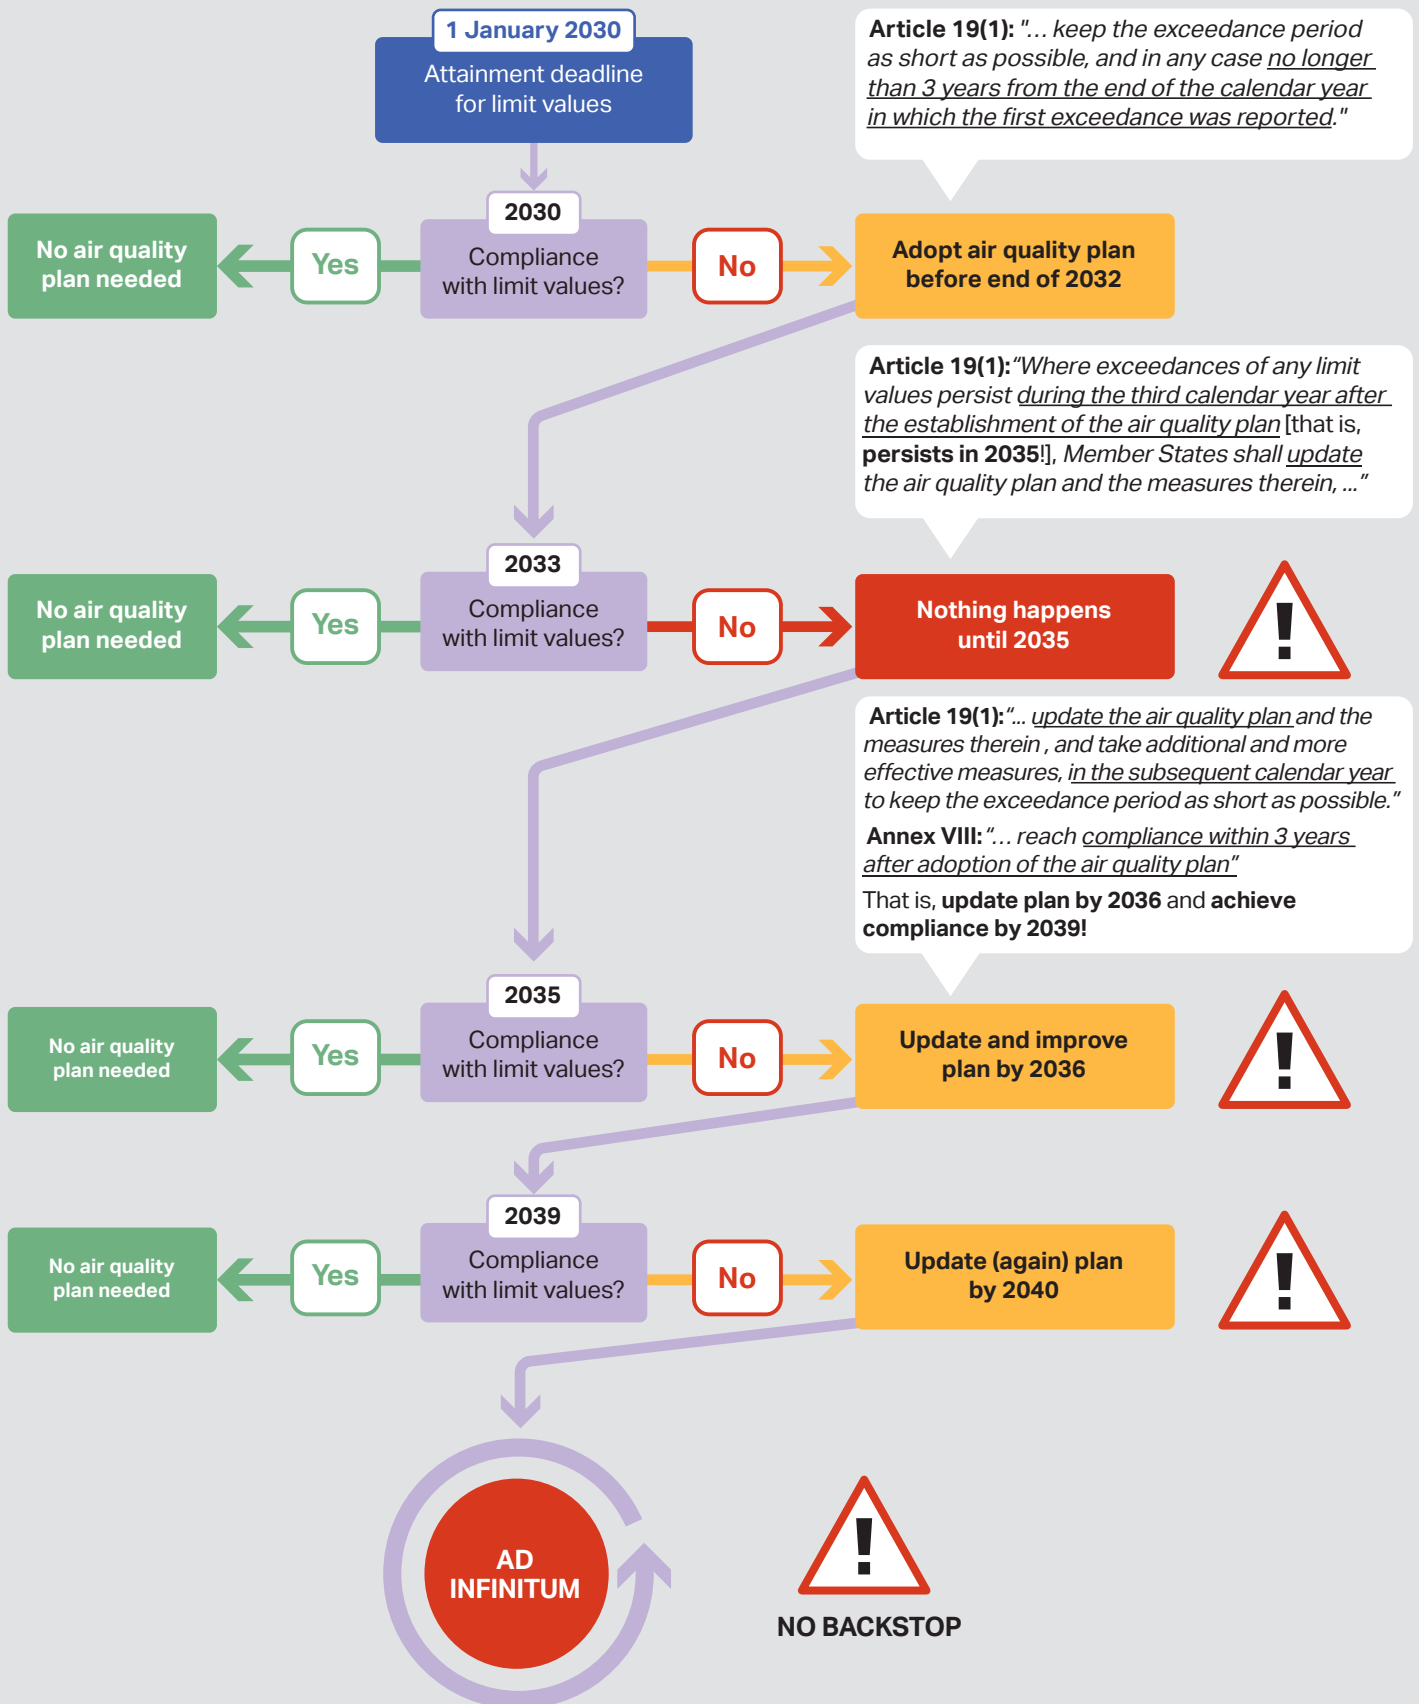 1 January 2030
Attainment deadline
for limit values
Article 19(1): "... keep the exceedance period
as short as possible, and in any case no longer
than 3 years from the end of the calendar year
in which the first exceedance was reported."
No air quality
plan needed
Yes
2030
Compliance
with limit values?
No
Adopt air quality plan
before end of 2032
Article 19(1):“Where exceedances of any limit
values persist during the third calendar year after
the establishment of the air quality plan [that is,
persists in 2035!], Member States shall update
the air quality plan and the measures therein, ...”
No air quality
plan needed
Yes
2033
Compliance
with limit values?
No
Nothing happens
until 2035
!
Article 19(1):“... update the air quality plan and the
measures therein , and take additional and more
effective measures, in the subsequent calendar year
to keep the exceedance period as short as possible.”
Annex VIII:“... reach compliance within 3 years
after adoption of the air quality plan”
That is, update plan by 2036 and achieve
compliance by 2039!
No air quality
plan needed
Yes
2035
Compliance
with limit values?
No
Update and improve
plan by 2036
!
No air quality
plan needed
Yes
2039
Compliance
with limit values?
No
Update (again) plan
by 2040
!
AD
INFINITUM
!
NO BACKSTOP